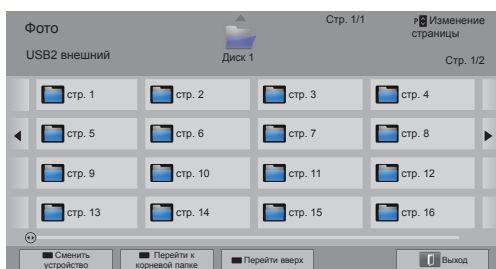 Фото
Стр. 1/1
P Изменение
страницы
USB2 внешний
Диск 1
Стр. 1/2
стр. 1
стр. 2
стр. 3
стр. 4
стр. 5
стр. 6
стр. 7
стр. 8
стр. 9
стр. 10
стр. 11
стр. 12
стр. 13
стр. 14
стр. 15
стр. 16
Сменить
устройство
Перейти к
корневой папке
Перейти вверх
Выход